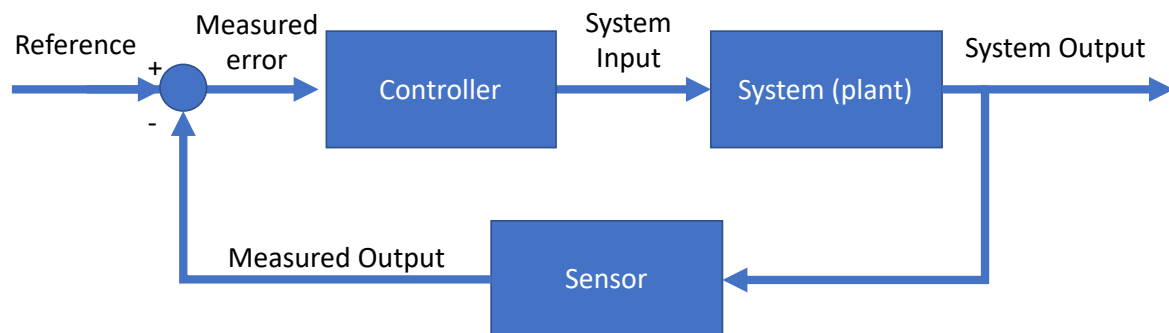 Reference
+
-
Measured
error
Controller
System
Input
System (plant)
System Output
Measured Output
Sensor